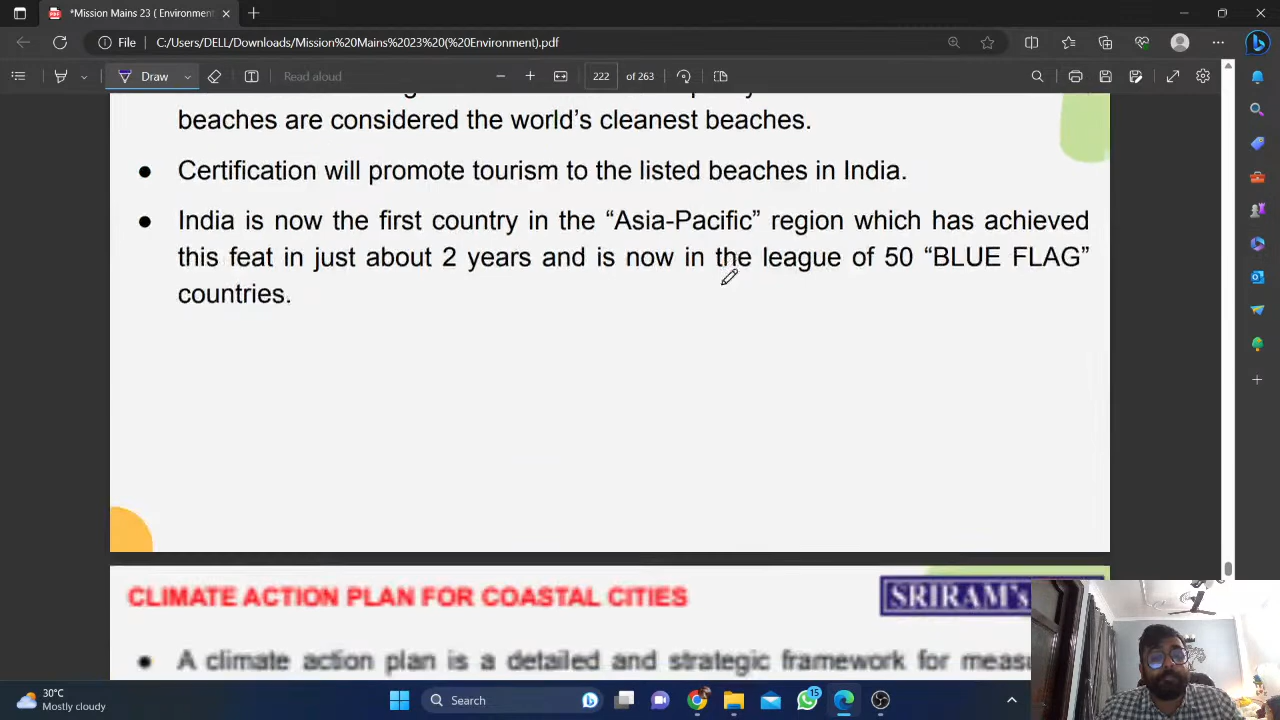 *Mission Mains 23 ( Environment
File C:/Users/DELL/Downloads/Mission%20Mains%2023%20(%20Environment).pdf
Draw Read aloud 222 of 263
beaches are considered the world’s cleanest beaches.
● Certification will promote tourism to the listed beaches in India.
● India is now the first country in the “Asia-Pacific” region which has achieved
this feat in just about 2 years and is now in the league of 50 “BLUE FLAG”
countries.
CLIMATE ACTION PLAN FOR COASTAL CITIES
SRIRAM's
● A climate action plan is a detailed and strategic framework for
30°C
Mostly cloudy
Search
15